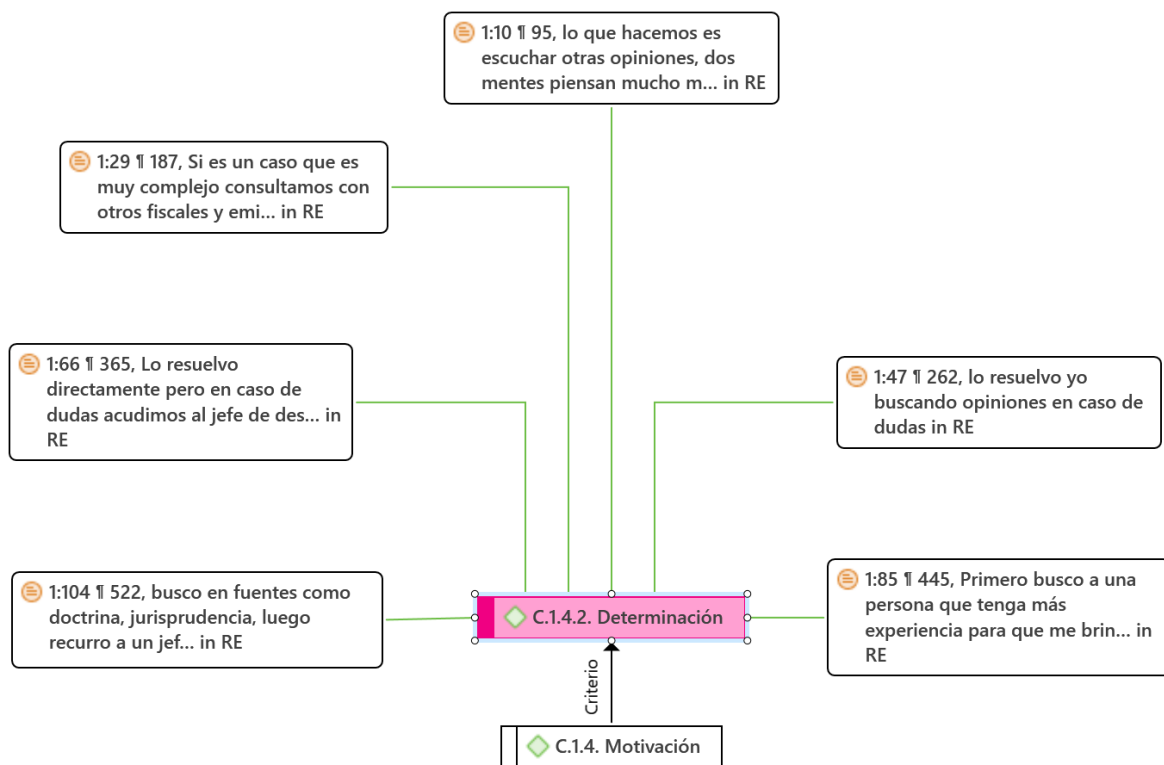 1:10 ¶ 95, lo que hacemos es
escuchar otras opiniones, dos
mentes piensan mucho m... in RE
1:29 ¶ 187, Si es un caso que es
muy complejo consultamos con
otros fiscales y emi... in RE
1:66 ¶ 365, Lo resuelvo
directamente pero en caso de
dudas acudimos al jefe de des... in
RE
1:47 ¶ 262, lo resuelvo yo
buscando opiniones en caso de
dudas in RE
1:104 ¶ 522, busco en fuentes como
doctrina, jurisprudencia, luego
recurro a un jef... in RE
C.1.4.2. Determinación
1:85 ¶ 445, Primero busco a una
persona que tenga más
experiencia para que me brin... in
RE
Criterio
C.1.4. Motivación